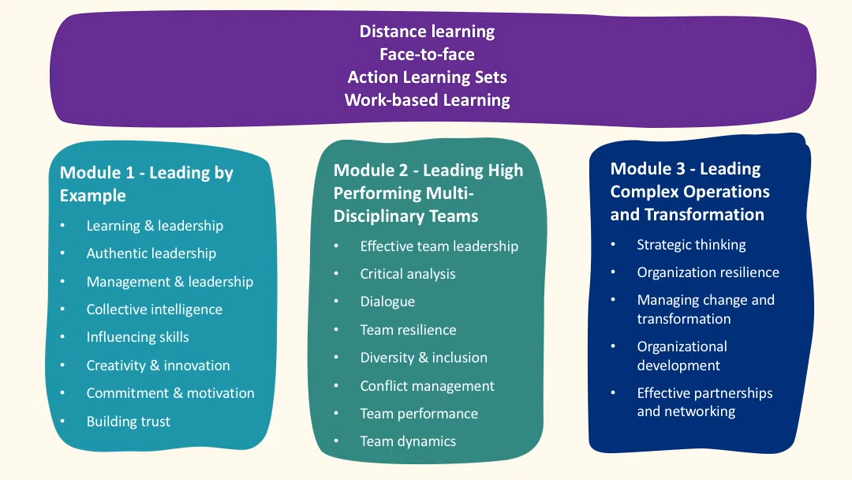 Distance learning
Face-to-face
Action Learning Sets
Work-based Learning
Module 1 - Leading by
Example
• Learning & leadership
• Authentic leadership
• Management & leadership
• Collective intelligence
• Influencing skills
• Creativity & innovation
• Commitment & motivation
• Building trust
Module 2 - Leading High
Performing Multi-
Disciplinary Teams
• Effective team leadership
• Critical analysis
• Dialogue
• Team resilience
• Diversity & inclusion
• Conflict management
• Team performance
• Team dynamics
Module 3 - Leading
Complex Operations
and Transformation
• Strategic thinking
• Organization resilience
• Managing change and
transformation
• Organizational
development
• Effective partnerships
and networking